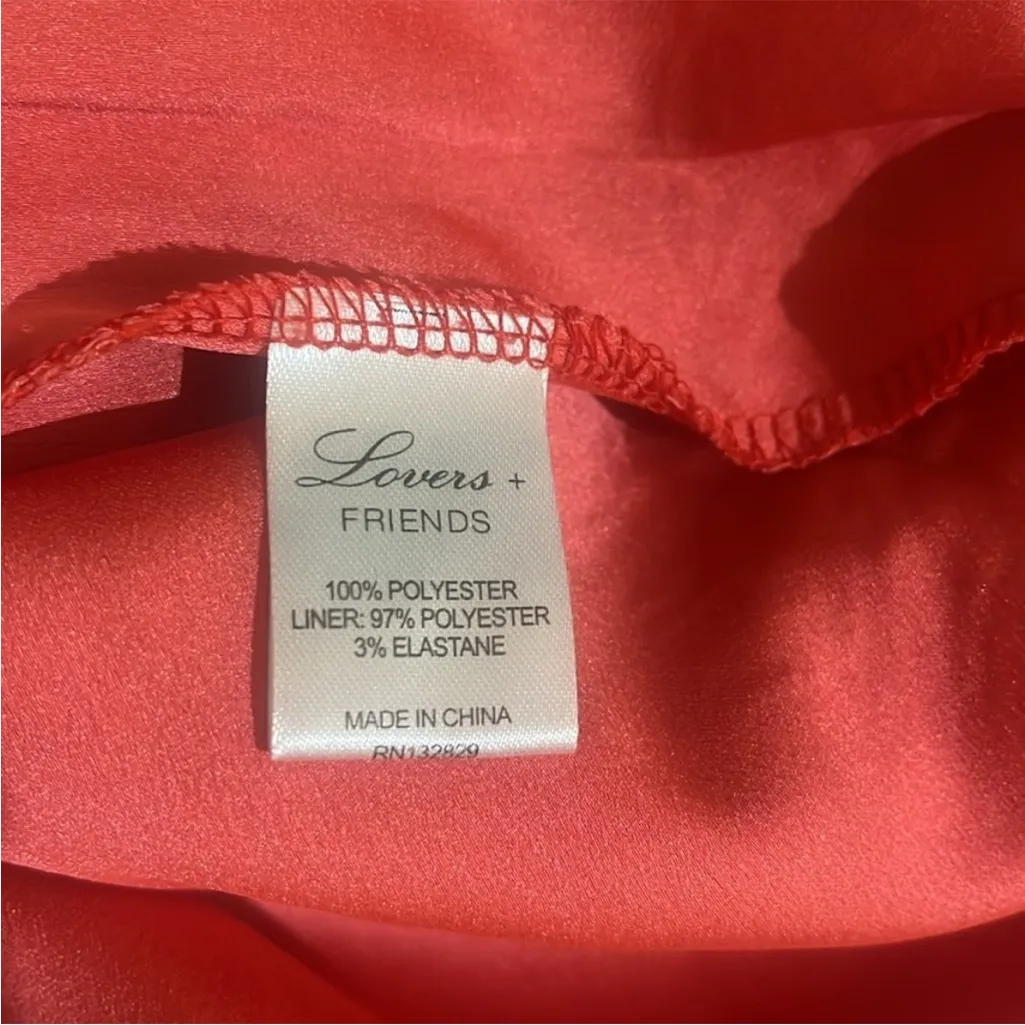 Lovers +
FRIENDS
100% POLYESTER
LINER: 97% POLYESTER
3% ELASTANE
MADE IN CHINA
RN132829